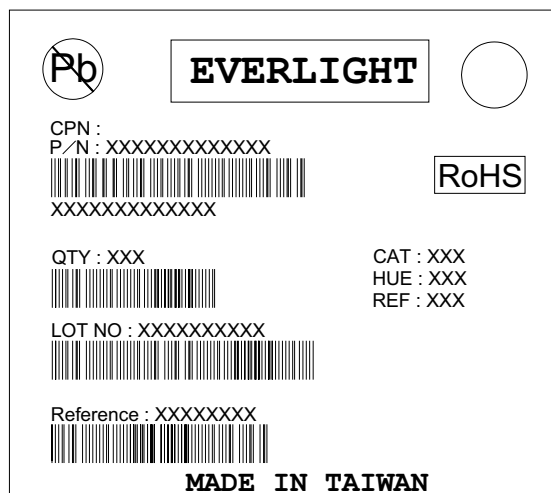 Pb
EVERLIGHT
CPN :
P/N : XXXXXXXXXXXXX
RoHS
XXXXXXXXXXXXX
QTY : XXX
CAT : XXX
HUE : XXX
REF : XXX
LOT NO : XXXXXXXXXX
Reference : XXXXXXXX
MADE IN TAIWAN